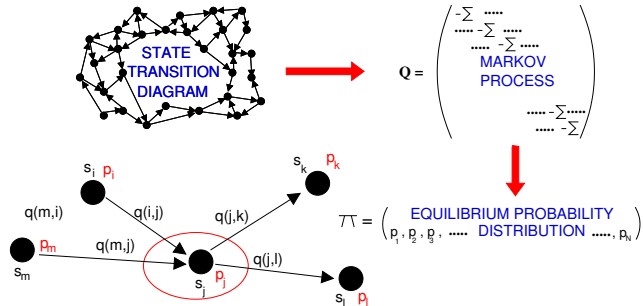 STATE
TRANSITION
DIAGRAM
Q =
-∑ .....
..... -∑ .....
..... -∑ .....
MARKOV
PROCESS
..... -∑.....
..... -∑
s_i p_i
s_k p_k
q(m,i)
q(i,j)
q(j,k)
p_m
s_m
q(m,j)
s_j p_j
q(j,l)
s_l p_l
π =
EQUILIBRIUM PROBABILITY
DISTRIBUTION
p_1, p_2, p_3, ..... ....., p_N